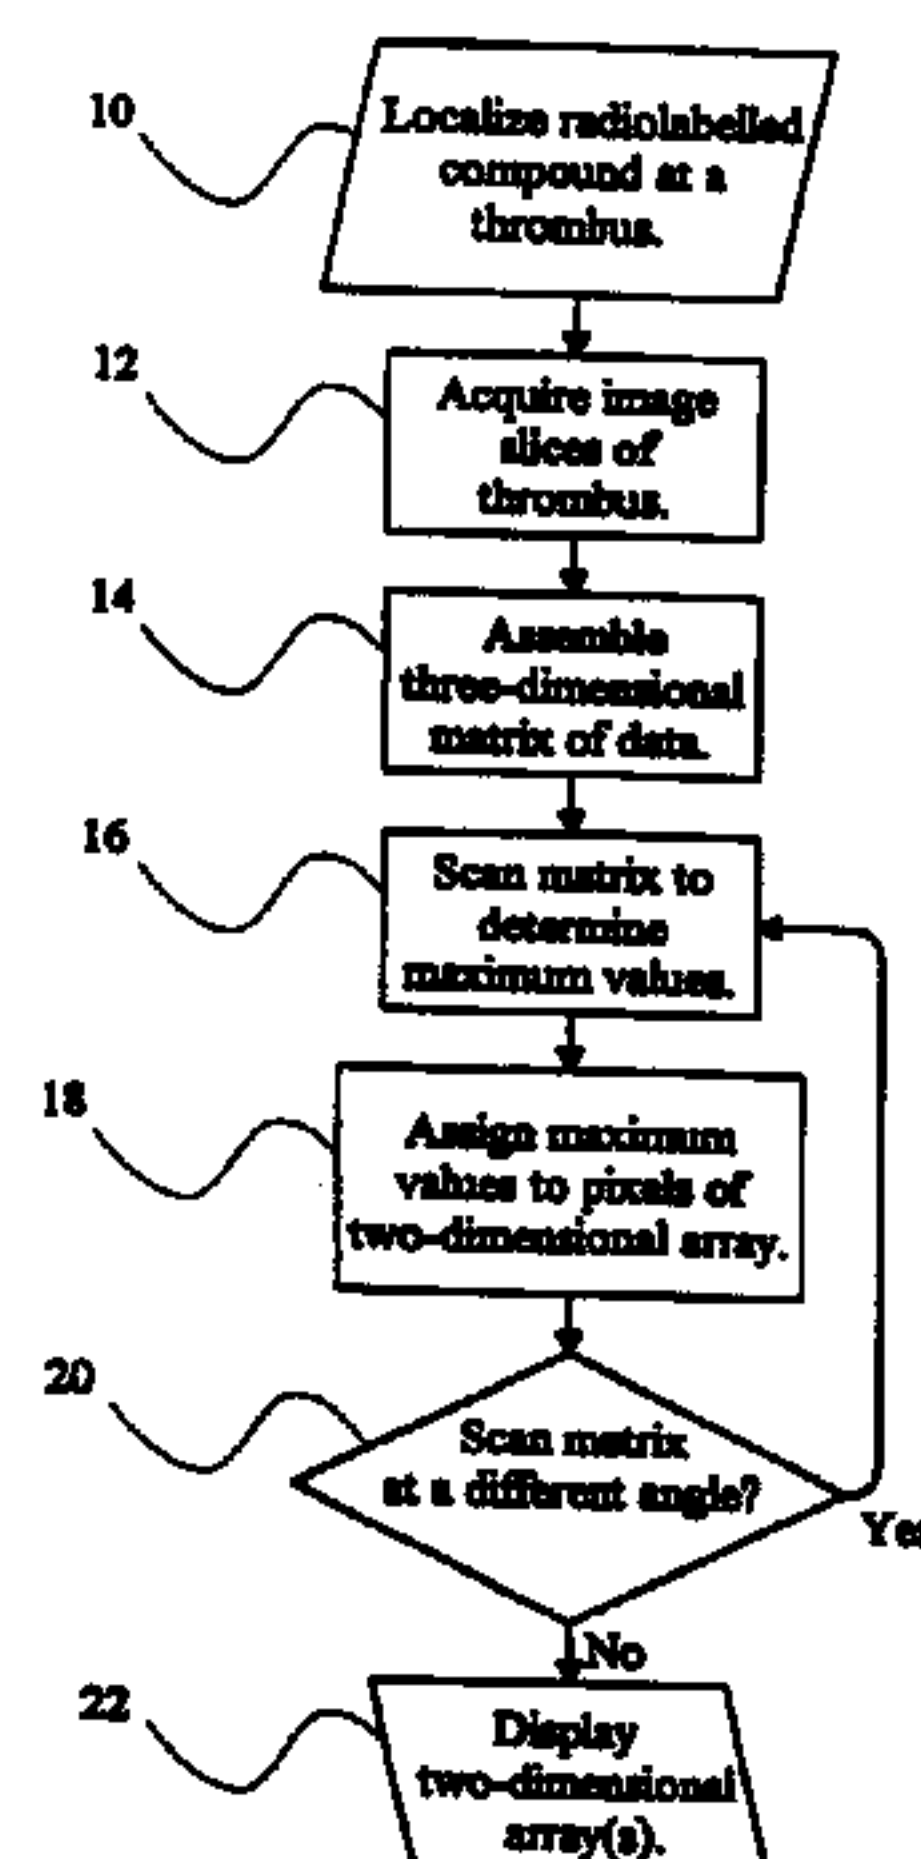 10
Localize radiolabelled
compound at a
thrombus.
12
Acquire image
slices of
thrombus.
14
Assemble
three-dimensional
matrix of data.
16
Scan matrix to
determine
maximum values.
18
Assign maximum
values to pixels of
two-dimensional array.
20
Scan matrix
at a different angle?
Yes
No
22
Display
two-dimensional
array(s).